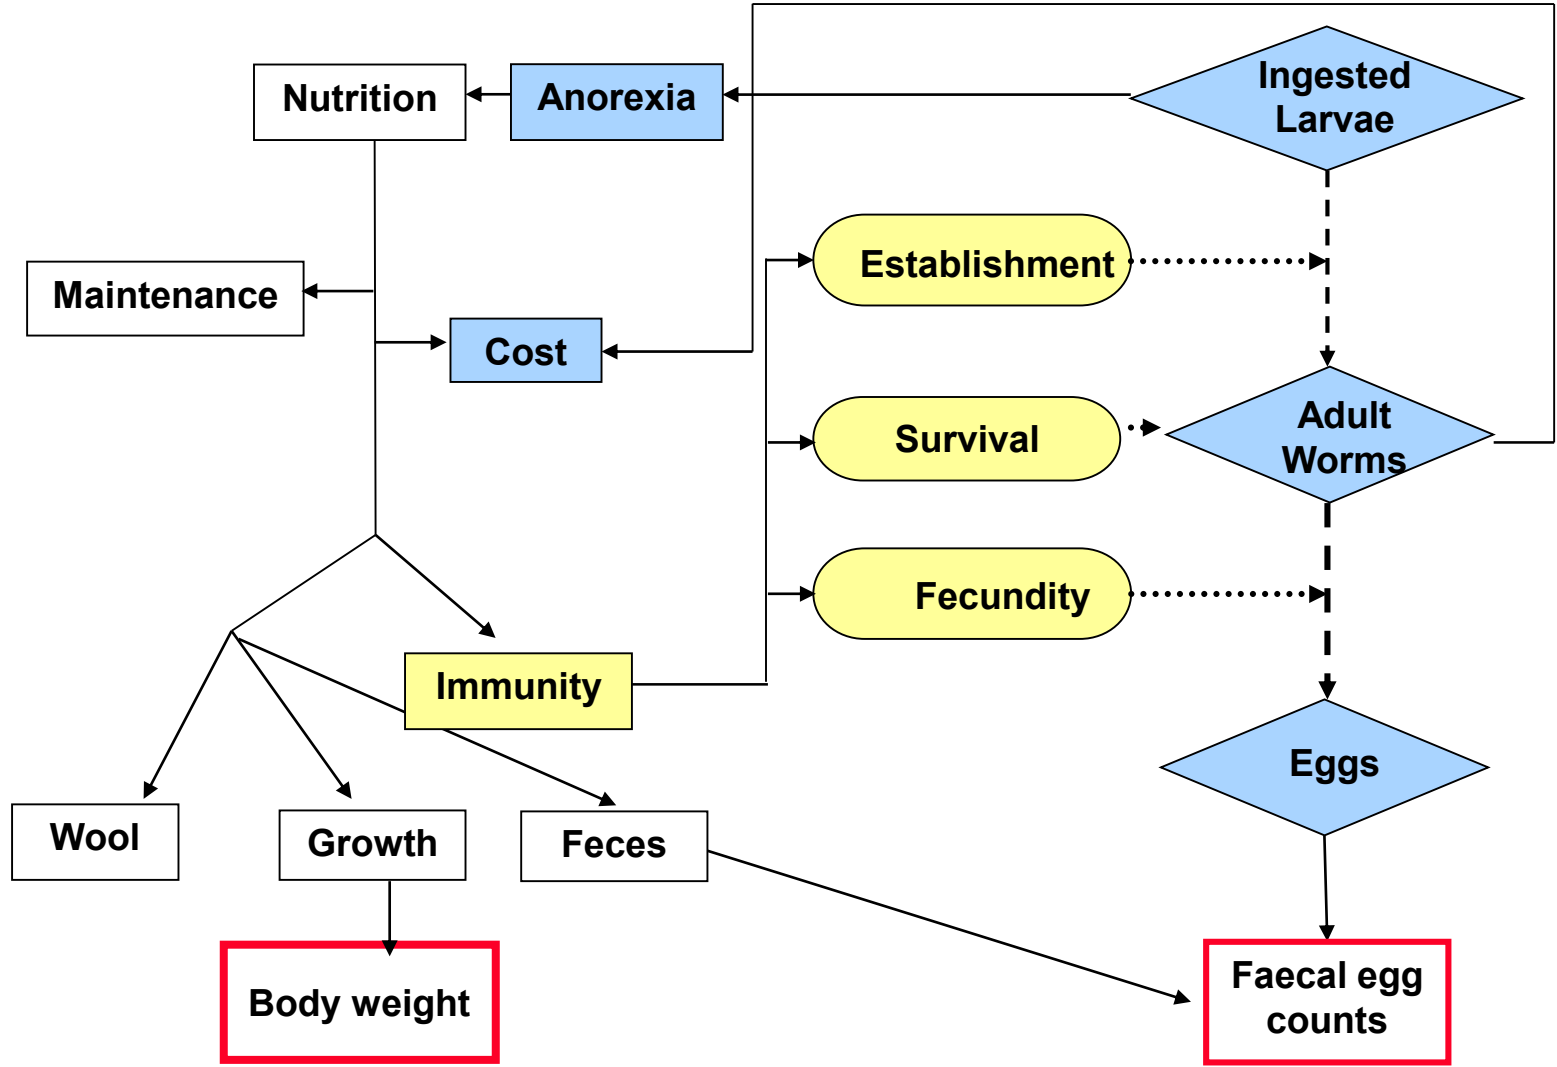 Nutrition
Anorexia
Ingested
Larvae
Establishment
Maintenance
Cost
Survival
Adult
Worms
Fecundity
Immunity
Eggs
Wool
Growth
Feces
Body weight
Faecal egg
counts